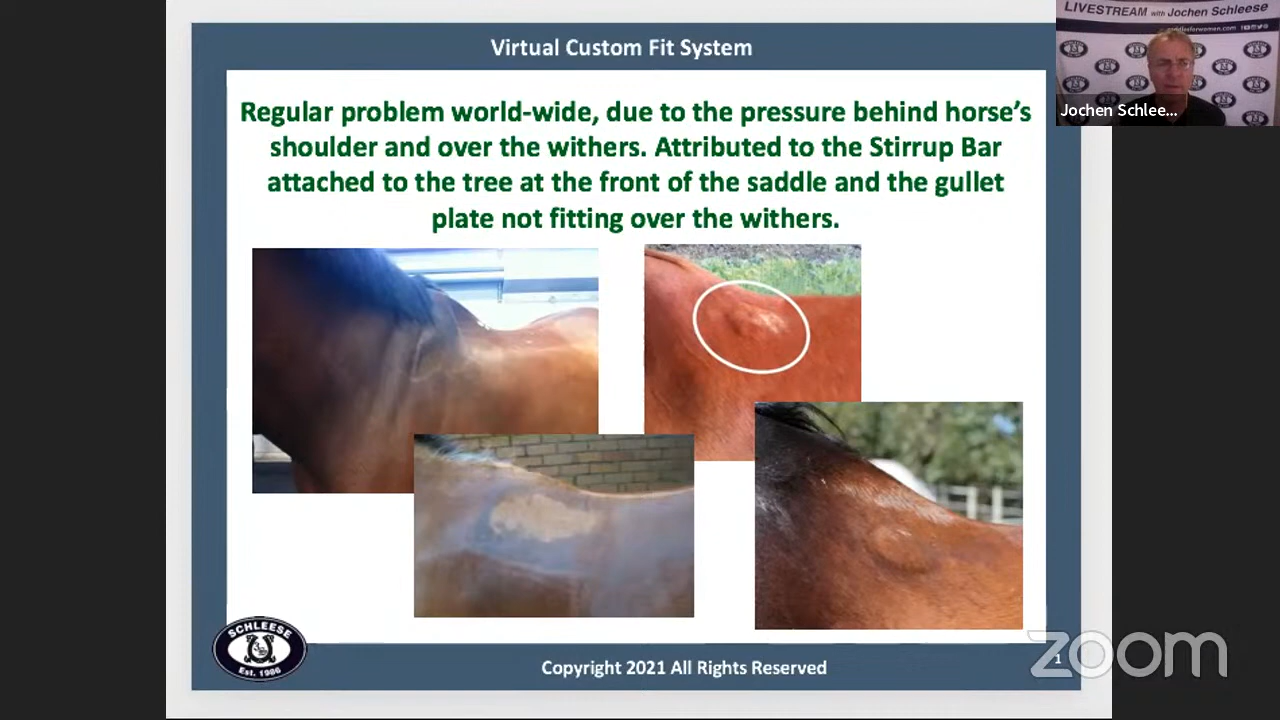 Virtual Custom Fit System
LIVESTREAM with Jochen Schleese
saddlesforwomen.com
Jochen Schlee...
Regular problem world-wide, due to the pressure behind horse's
shoulder and over the withers. Attributed to the Stirrup Bar
attached to the tree at the front of the saddle and the gullet
plate not fitting over the withers.
SCHLEESE
Est. 1986
Copyright 2021 All Rights Reserved
1
zoom